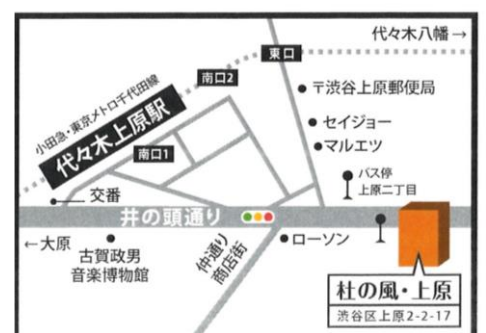 代々木八幡→
東口
南口2
小田急・東京メトロ千代田線
代々木上原駅
南口1
〒渋谷上原郵便局
セイジョー
マルエツ
バス停
上原二丁目
交番
井の頭通り
←大原
古賀政男
音楽博物館
仲通り
商店街
ローソン
杜の風・上原
渋谷区上原2-2-17